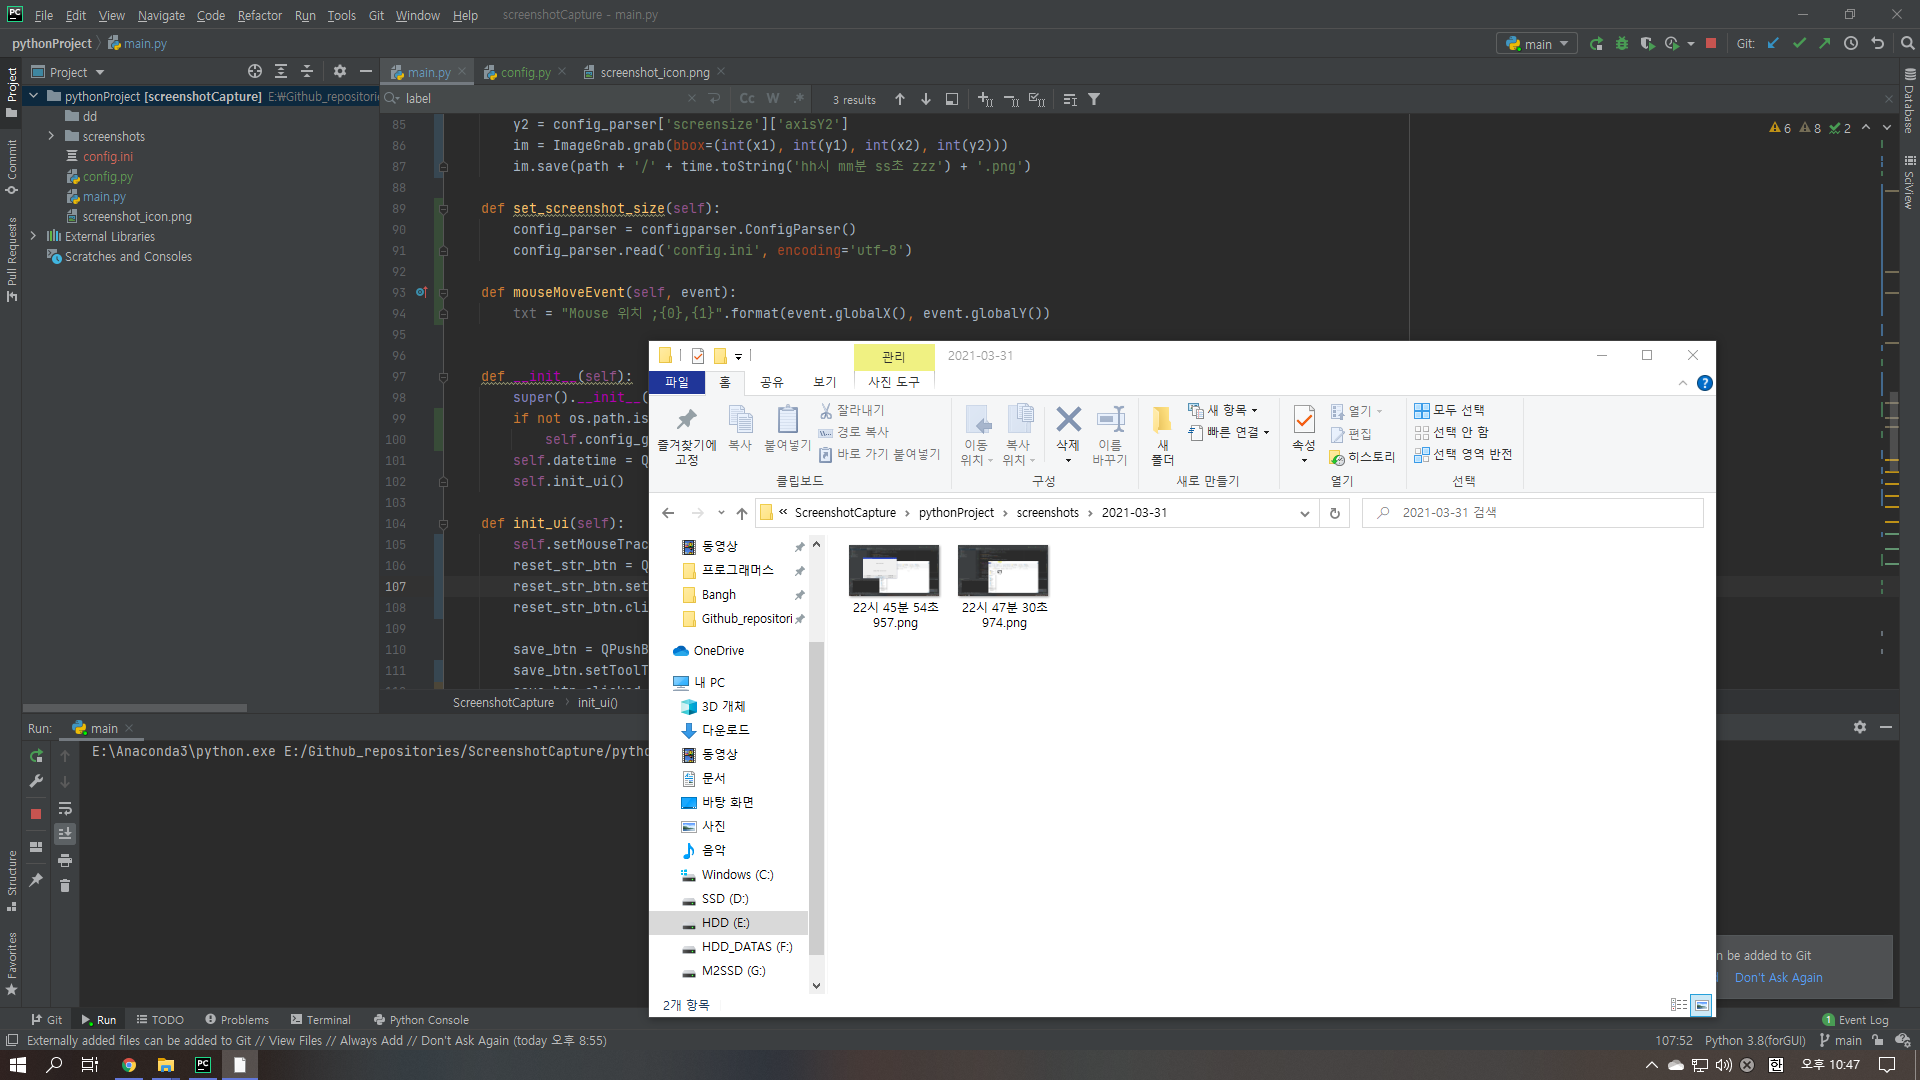 File Edit View Navigate Code Refactor Run Tools Git Window Help screenshotCapture - main.py
pythonProject main.py
main Git:
Project
main.py config.py screenshot_icon.png
pythonProject [screenshotCapture] E:₩Github_repositorie
label
3 results
dd
screenshots
config.ini
config.py
main.py
screenshot_icon.png
External Libraries
Scratches and Consoles
Project
Commit
Pull Requests
Structure
Favorites
Database
SciView
6 8 2
85 y2 = config_parser['screensize']['axisY2']
86 im = ImageGrab.grab(bbox=(int(x1), int(y1), int(x2), int(y2)))
87 im.save(path + '/' + time.toString('hh시 mm분 ss초 zzz') + '.png')
88
89 def set_screenshot_size(self):
90 config_parser = configparser.ConfigParser()
91 config_parser.read('config.ini', encoding='utf-8')
92
93 def mouseMoveEvent(self, event):
94 txt = "Mouse 위치 ;{0},{1}".format(event.globalX(), event.globalY())
95
96
97 def __init__(self):
98 super().__init__(
99 if not os.path.is
100 self.config_g
101 self.datetime = Q
102 self.init_ui()
103
104 def init_ui(self):
105 self.setMouseTrac
106 reset_str_btn = Q
107 reset_str_btn.set
108 reset_str_btn.cli
109
110 save_btn = QPushB
111 save_btn.setToolT
ScreenshotCapture init_ui()
Run: main
E:\Anaconda3\python.exe E:/Github_repositories/ScreenshotCapture/pytho
관리 2021-03-31
파일 홈 공유 보기 사진 도구
즐겨찾기에 고정
복사
붙여넣기
잘라내기
경로 복사
바로 가기 붙여넣기
클립보드
이동 위치
복사 위치
삭제
이름 바꾸기
구성
새 폴더
새 항목
빠른 연결
새로 만들기
속성
열기
편집
히스토리
열기
모두 선택
선택 안 함
선택 영역 반전
선택
« ScreenshotCapture › pythonProject › screenshots › 2021-03-31
2021-03-31 검색
동영상
프로그래머스
Bangh
Github_repositori
OneDrive
내 PC
3D 개체
다운로드
동영상
문서
바탕 화면
사진
음악
Windows (C:)
SSD (D:)
HDD (E:)
HDD_DATAS (F:)
M2SSD (G:)
22시 45분 54초
957.png
22시 47분 30초
974.png
2개 항목
n be added to Git
Don't Ask Again
Git Run TODO Problems Terminal Python Console
1 Event Log
Externally added files can be added to Git // View Files // Always Add // Don't Ask Again (today 오후 8:55)
107:52 Python 3.8(forGUI) main
한 오후 10:47